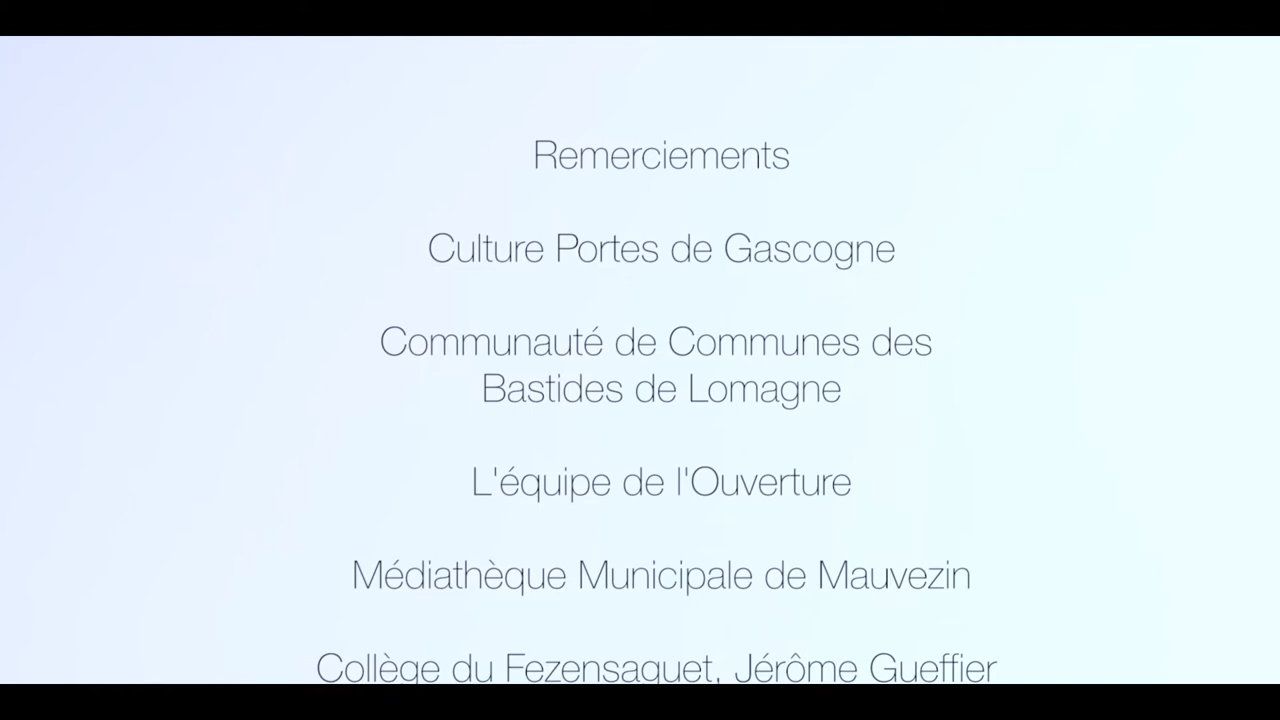 Remerciements
Culture Portes de Gascogne
Communauté de Communes des
Bastides de Lomagne
L'équipe de l'Ouverture
Médiathèque Municipale de Mauvezin
Collège du Fezensaguet, Jérôme Gueffier